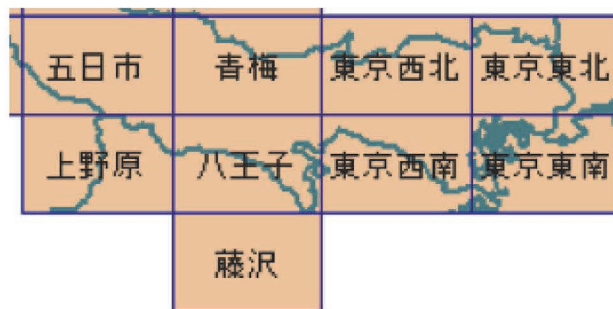 五日市 青梅 東京西北 東京東北
上野原 八王子 東京西南 東京東南
藤沢